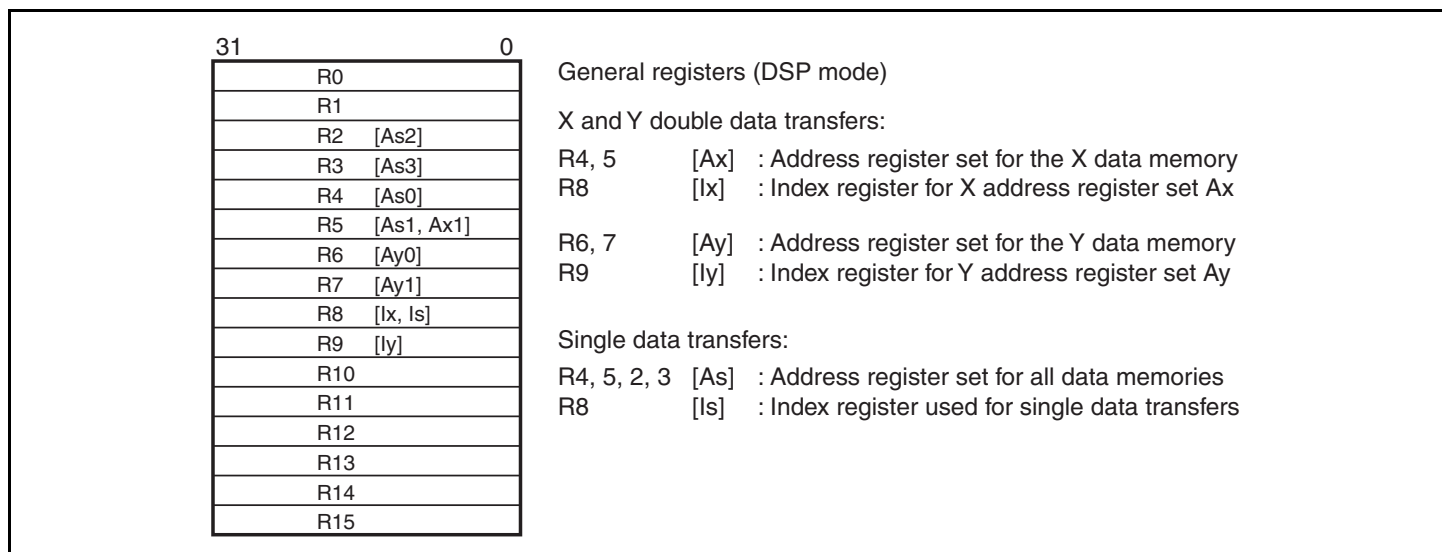 31 0
R0
R1
R2 [As2]
R3 [As3]
R4 [As0]
R5 [As1, Ax1]
R6 [Ay0]
R7 [Ay1]
R8 [Ix, Is]
R9 [Iy]
R10
R11
R12
R13
R14
R15
General registers (DSP mode)
X and Y double data transfers:
R4, 5 [Ax] : Address register set for the X data memory
R8 [Ix] : Index register for X address register set Ax
R6, 7 [Ay] : Address register set for the Y data memory
R9 [Iy] : Index register for Y address register set Ay
Single data transfers:
R4, 5, 2, 3 [As] : Address register set for all data memories
R8 [Is] : Index register used for single data transfers